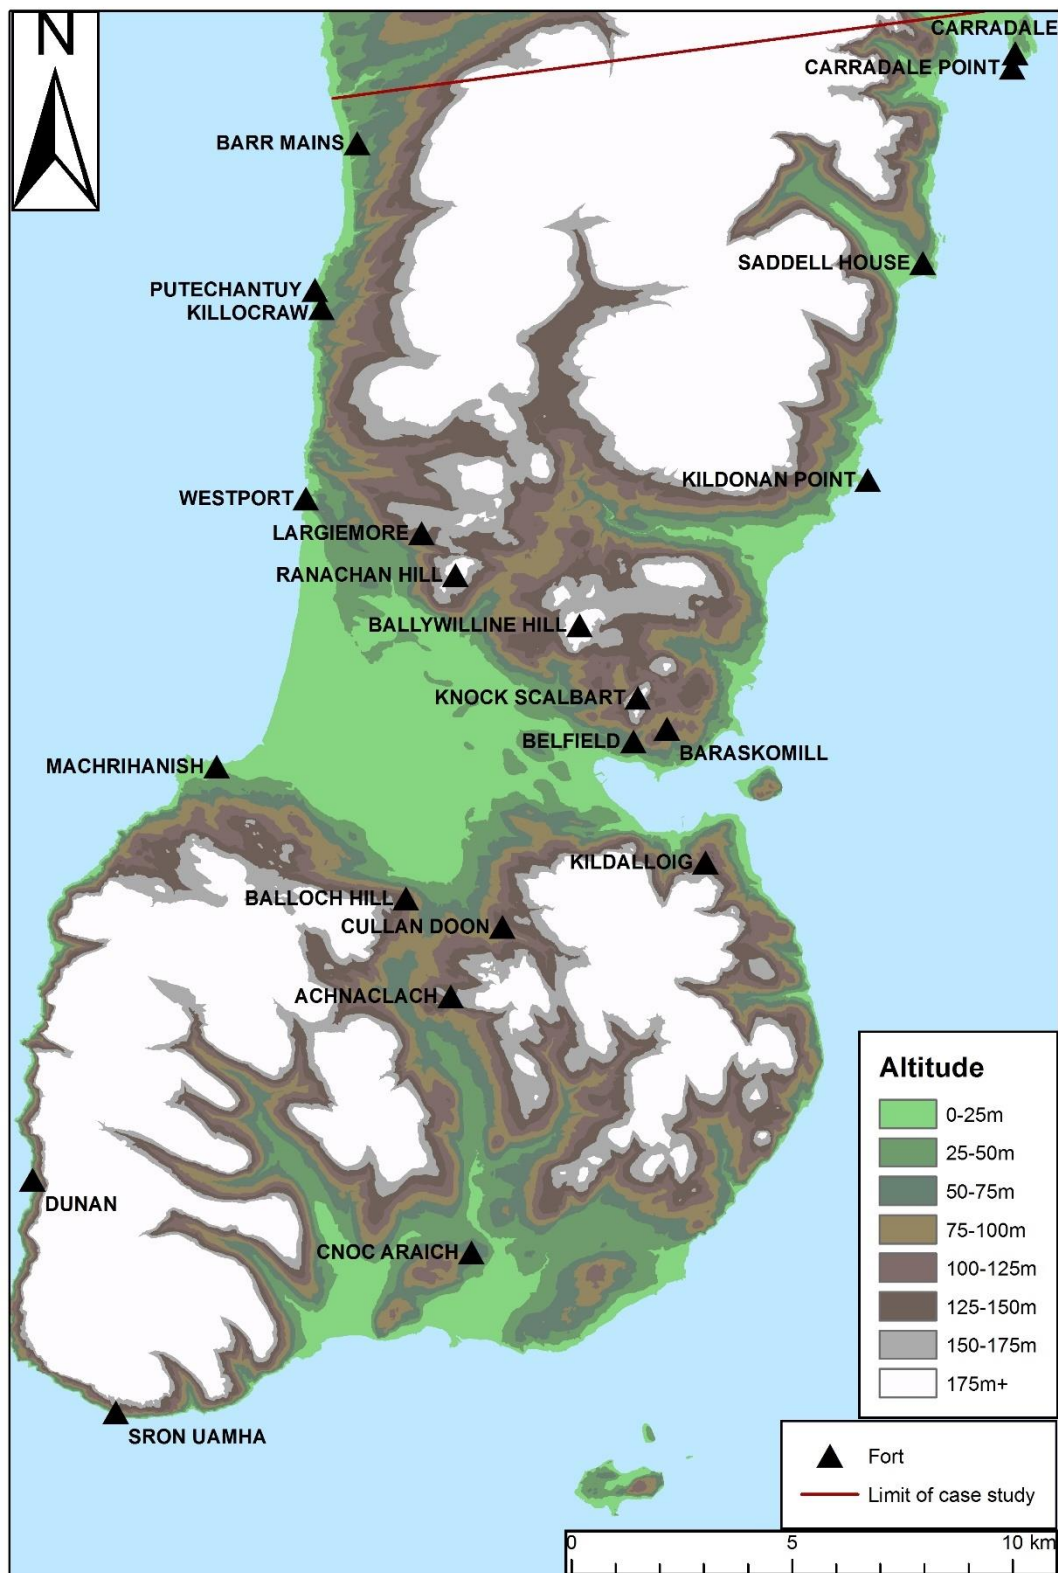 N
CARRADALE
CARRADALE POINT
BARR MAINS
SADDELL HOUSE
PUTECHANTUY
KILLOCRAW
KILDONAN POINT
WESTPORT
LARGIEMORE
RANACHAN HILL
BALLYWILLINE HILL
KNOCK SCALBART
BELFIELD
BARASKOMILL
MACHRIHANISH
KILDALLOIG
BALLOCH HILL
CULLAN DOON
ACHNACLACH
DUNAN
CNOC ARAICH
SRON UAMHA
Altitude
0-25m
25-50m
50-75m
75-100m
100-125m
125-150m
150-175m
175m+
Fort
Limit of case study
0 5 10 km